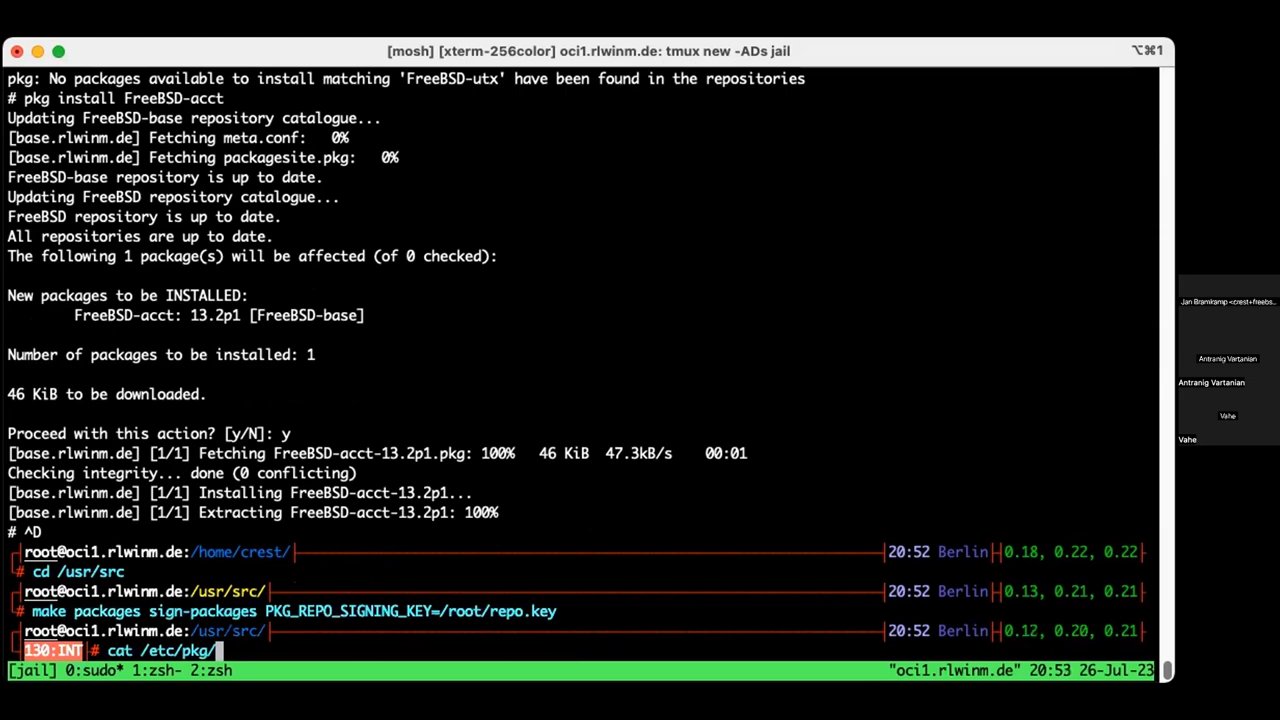 [mosh] [xterm-256color] oci1.rlwinm.de: tmux new -ADs jail
⌥⌘1
pkg: No packages available to install matching 'FreeBSD-utx' have been found in the repositories
# pkg install FreeBSD-acct
Updating FreeBSD-base repository catalogue...
[base.rlwinm.de] Fetching meta.conf:   0%
[base.rlwinm.de] Fetching packagesite.pkg:   0%
FreeBSD-base repository is up to date.
Updating FreeBSD repository catalogue...
FreeBSD repository is up to date.
All repositories are up to date.
The following 1 package(s) will be affected (of 0 checked):
New packages to be INSTALLED:
FreeBSD-acct: 13.2p1 [FreeBSD-base]
Number of packages to be installed: 1
46 KiB to be downloaded.
Proceed with this action? [y/N]: y
[base.rlwinm.de] [1/1] Fetching FreeBSD-acct-13.2p1.pkg: 100%   46 KiB  47.3kB/s    00:01
Checking integrity... done (0 conflicting)
[base.rlwinm.de] [1/1] Installing FreeBSD-acct-13.2p1...
[base.rlwinm.de] [1/1] Extracting FreeBSD-acct-13.2p1: 100%
# ^D
root@oci1.rlwinm.de:/home/crest/ 20:52 Berlin 0.18, 0.22, 0.22
# cd /usr/src
root@oci1.rlwinm.de:/usr/src/ 20:52 Berlin 0.13, 0.21, 0.21
# make packages sign-packages PKG_REPO_SIGNING_KEY=/root/repo.key
root@oci1.rlwinm.de:/usr/src/ 20:52 Berlin 0.12, 0.20, 0.21
130:INT # cat /etc/pkg/
[jail] 0:sudo* 1:zsh- 2:zsh "oci1.rlwinm.de" 20:53 26-Jul-23
Jan Bramkamp <crest+freebs...
Antranig Vartanian
Antranig Vartanian
Vahe
Vahe